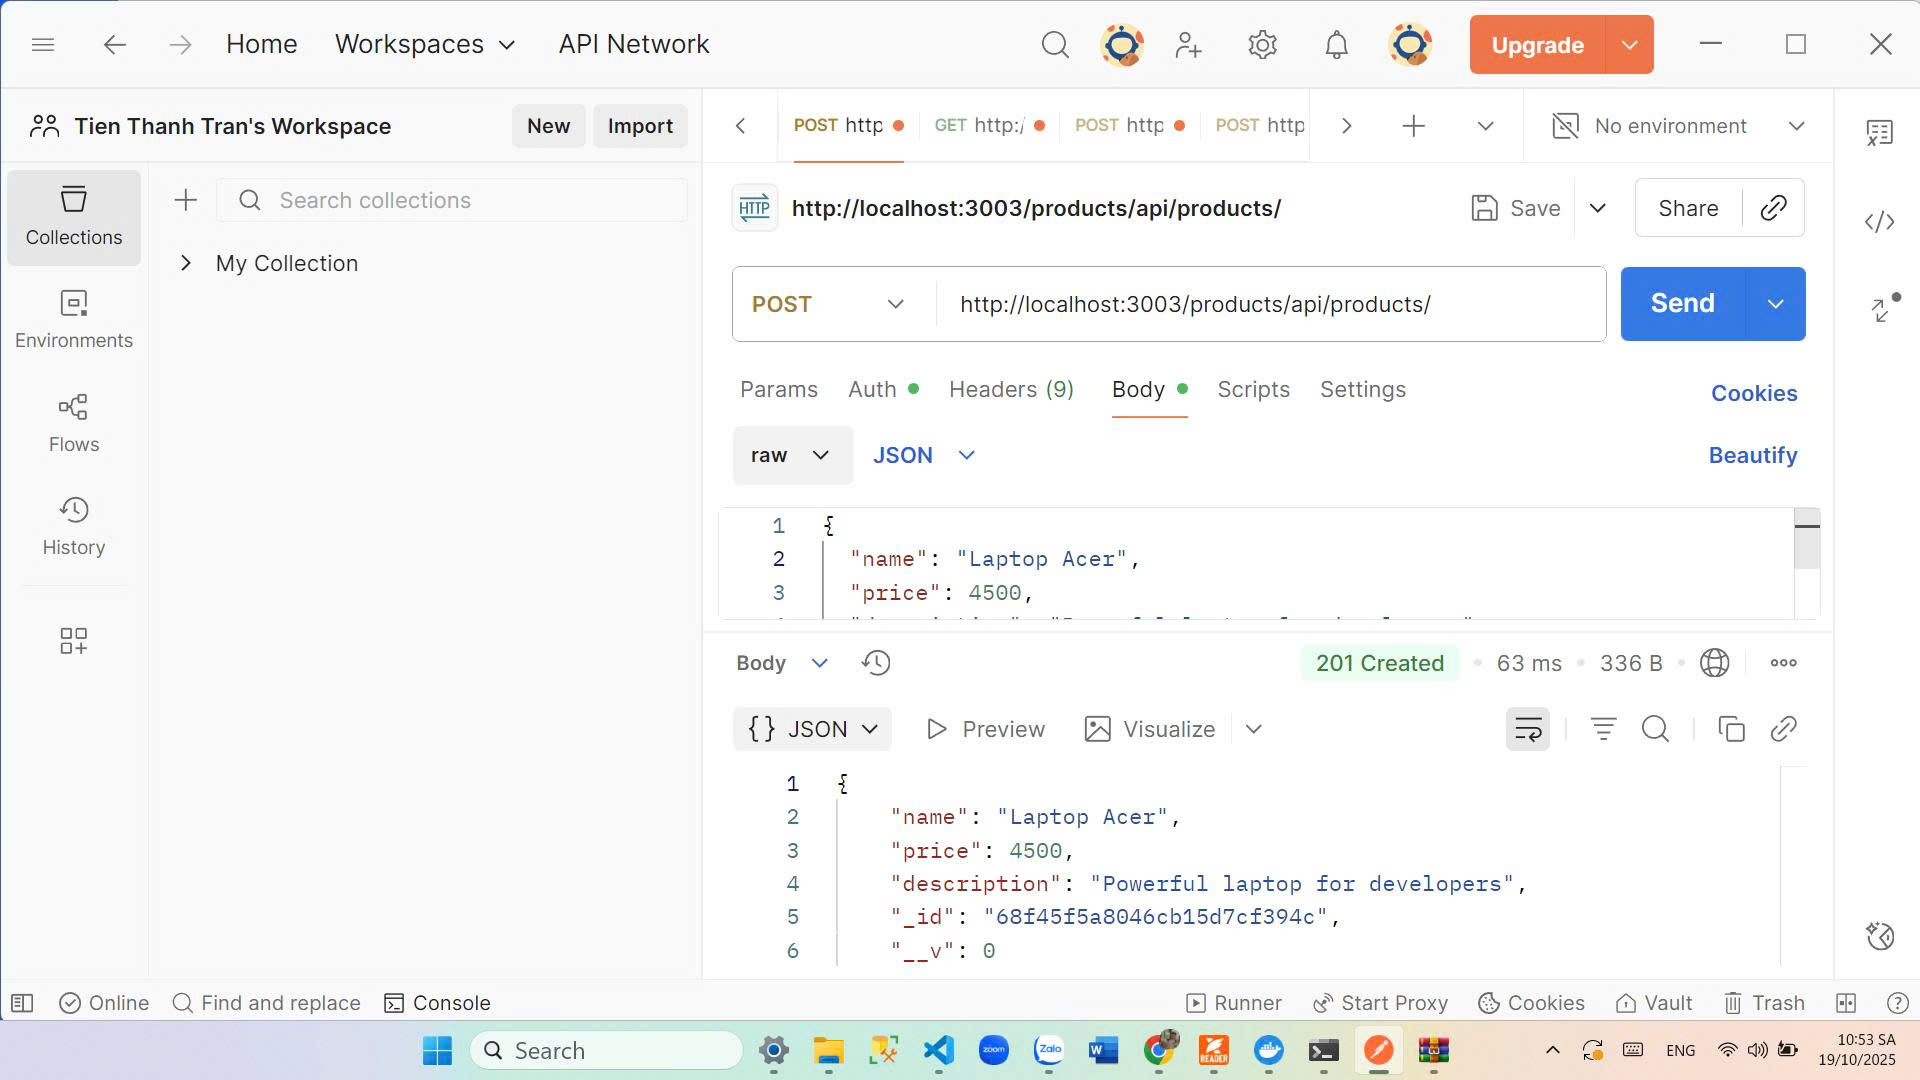 Home Workspaces API Network Upgrade
Tien Thanh Tran's Workspace New Import
POST http GET http:/ POST http POST http No environment
Collections
Environments
Flows
History
Search collections
My Collection
HTTP http://localhost:3003/products/api/products/ Save Share
POST http://localhost:3003/products/api/products/ Send
Params Auth Headers (9) Body Scripts Settings Cookies
raw JSON Beautify
1 {
2 "name": "Laptop Acer",
3 "price": 4500,
Body 201 Created 63 ms 336 B
{} JSON Preview Visualize
1 {
2 "name": "Laptop Acer",
3 "price": 4500,
4 "description": "Powerful laptop for developers",
5 "_id": "68f45f5a8046cb15d7cf394c",
6 "__v": 0
Online Find and replace Console Runner Start Proxy Cookies Vault Trash
Search zoom Zalo READER ENG 10:53 SA
19/10/2025